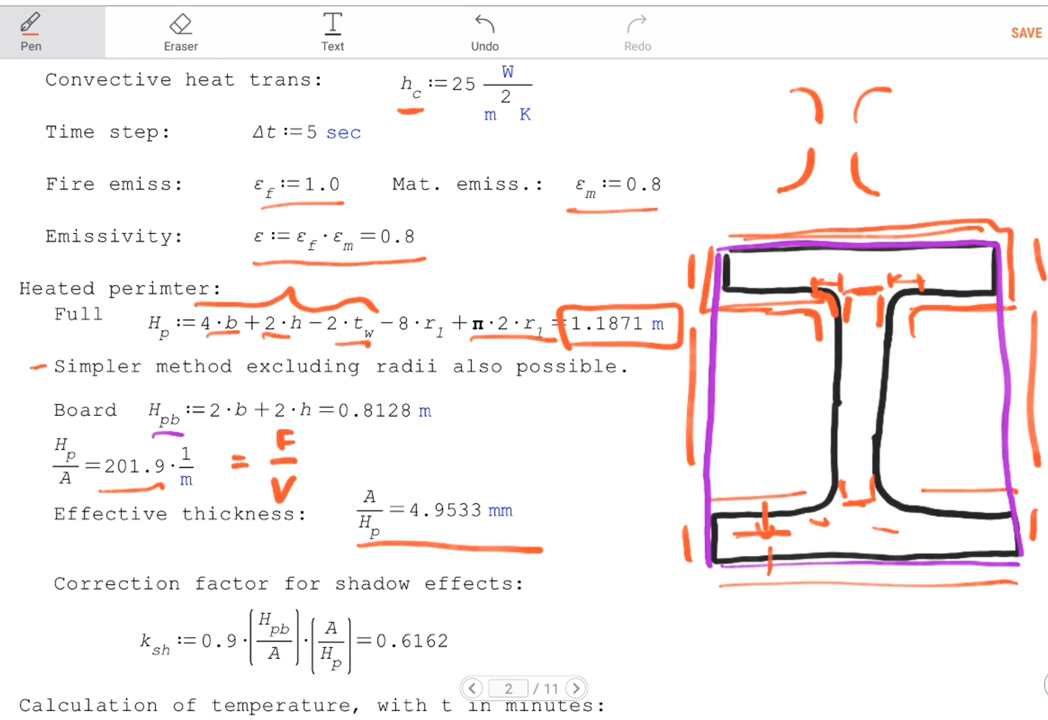 Pen Eraser Text Undo Redo SAVE
Convective heat trans: h_c := 25 W/(m^2 K)
Time step: Δt := 5 sec
Fire emiss: ε_f := 1.0 Mat. emiss.: ε_m := 0.8
Emissivity: ε := ε_f · ε_m = 0.8
Heated perimter:
Full H_p := 4·b + 2·h − 2·t_w − 8·r_1 + π·2·r_1 = 1.1871 m
Simpler method excluding radii also possible.
Board H_pb := 2·b + 2·h = 0.8128 m
H_p/A = 201.9 · 1/m = F/V
Effective thickness: A/H_p = 4.9533 mm
Correction factor for shadow effects:
k_sh := 0.9 · (H_pb/A) · (A/H_p) = 0.6162
2 / 11
Calculation of temperature, with t in minutes: